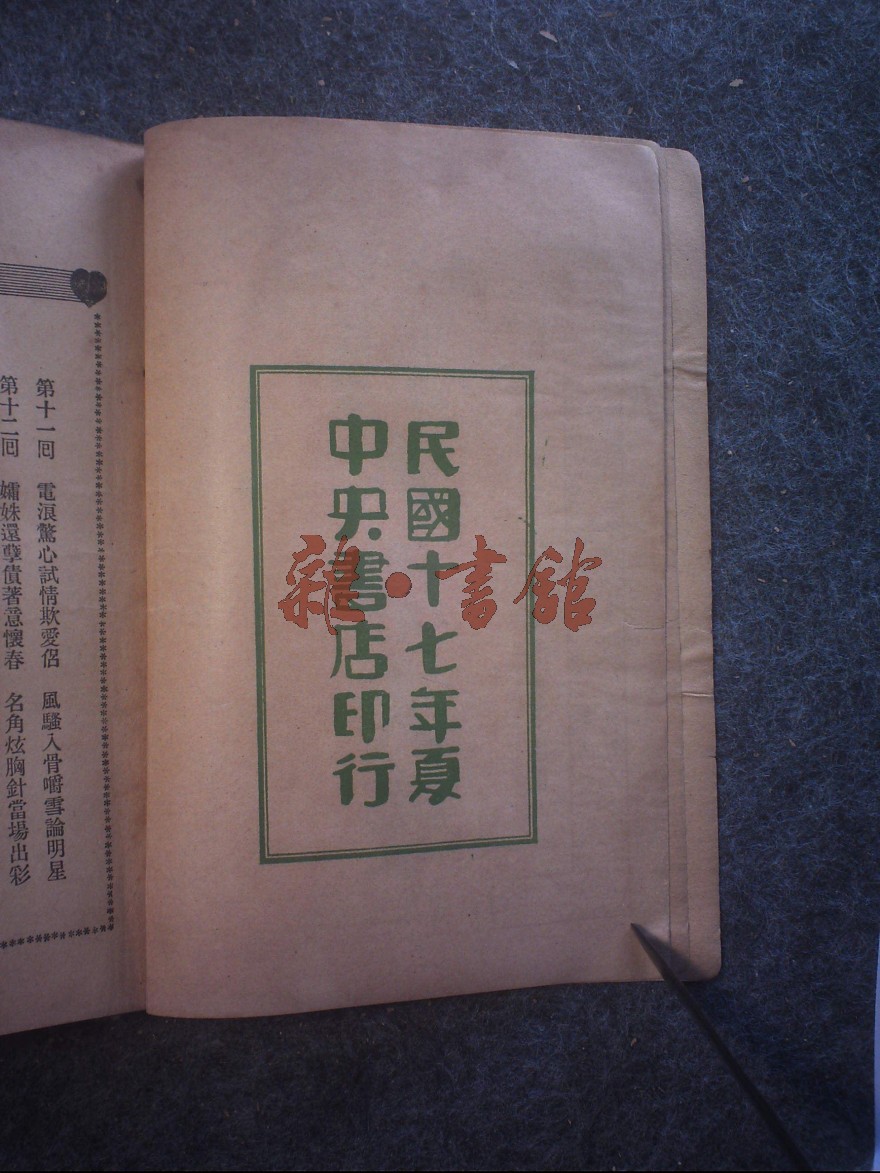 民國十七年夏
中央書店印行
雜·書館
第十一回　電浪驚心試情欺愛侶　風騷入骨嚼雪論明星
第十二回　嬬姝還孽債著意懷春　名角炫胸針當場出彩